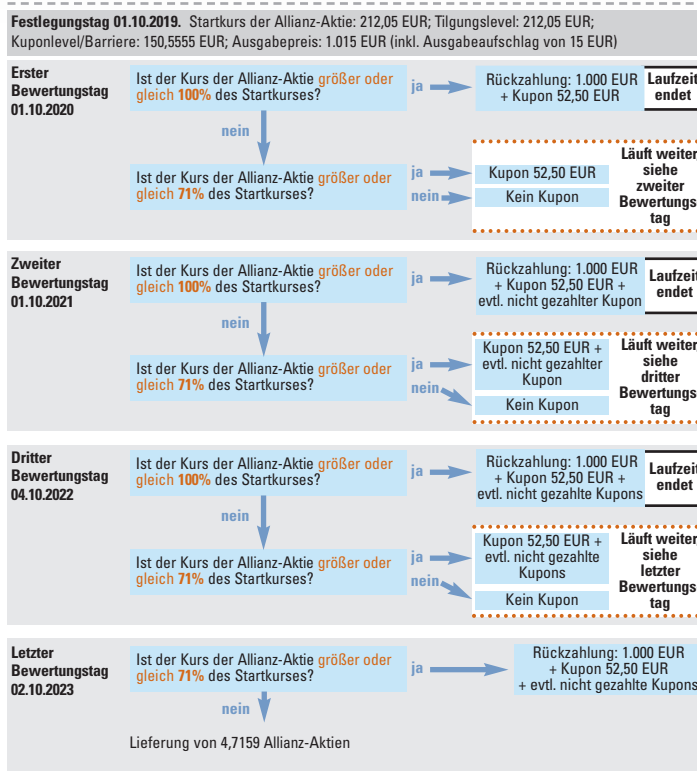 Festlegungstag 01.10.2019. Startkurs der Allianz-Aktie: 212,05 EUR; Tilgungslevel: 212,05 EUR;
Kuponlevel/Barriere: 150,5555 EUR; Ausgabepreis: 1.015 EUR (inkl. Ausgabeaufschlag von 15 EUR)
Erster
Bewertungstag
01.10.2020
Ist der Kurs der Allianz-Aktie größer oder
gleich 100% des Startkurses?
ja
Rückzahlung: 1.000 EUR
+ Kupon 52,50 EUR
Laufzeit
endet
nein
Ist der Kurs der Allianz-Aktie größer oder
gleich 71% des Startkurses?
ja
nein
Kupon 52,50 EUR
Kein Kupon
Läuft weiter,
siehe
zweiter
Bewertungs
tag
Zweiter
Bewertungstag
01.10.2021
Ist der Kurs der Allianz-Aktie größer oder
gleich 100% des Startkurses?
ja
Rückzahlung: 1.000 EUR
+ Kupon 52,50 EUR +
evtl. nicht gezahlter Kupon
Laufzeit
endet
nein
Ist der Kurs der Allianz-Aktie größer oder
gleich 71% des Startkurses?
ja
nein
Kupon 52,50 EUR +
evtl. nicht gezahlter
Kupon
Kein Kupon
Läuft weiter,
siehe
dritter
Bewertungs
tag
Dritter
Bewertungstag
04.10.2022
Ist der Kurs der Allianz-Aktie größer oder
gleich 100% des Startkurses?
ja
Rückzahlung: 1.000 EUR
+ Kupon 52,50 EUR +
evtl. nicht gezahlte Kupons
Laufzeit
endet
nein
Ist der Kurs der Allianz-Aktie größer oder
gleich 71% des Startkurses?
ja
nein
Kupon 52,50 EUR +
evtl. nicht gezahlte
Kupons
Kein Kupon
Läuft weiter,
siehe
letzter
Bewertungs
tag
Letzter
Bewertungstag
02.10.2023
Ist der Kurs der Allianz-Aktie größer oder
gleich 71% des Startkurses?
ja
Rückzahlung: 1.000 EUR
+ Kupon 52,50 EUR
+ evtl. nicht gezahlte Kupons
nein
Lieferung von 4,7159 Allianz-Aktien